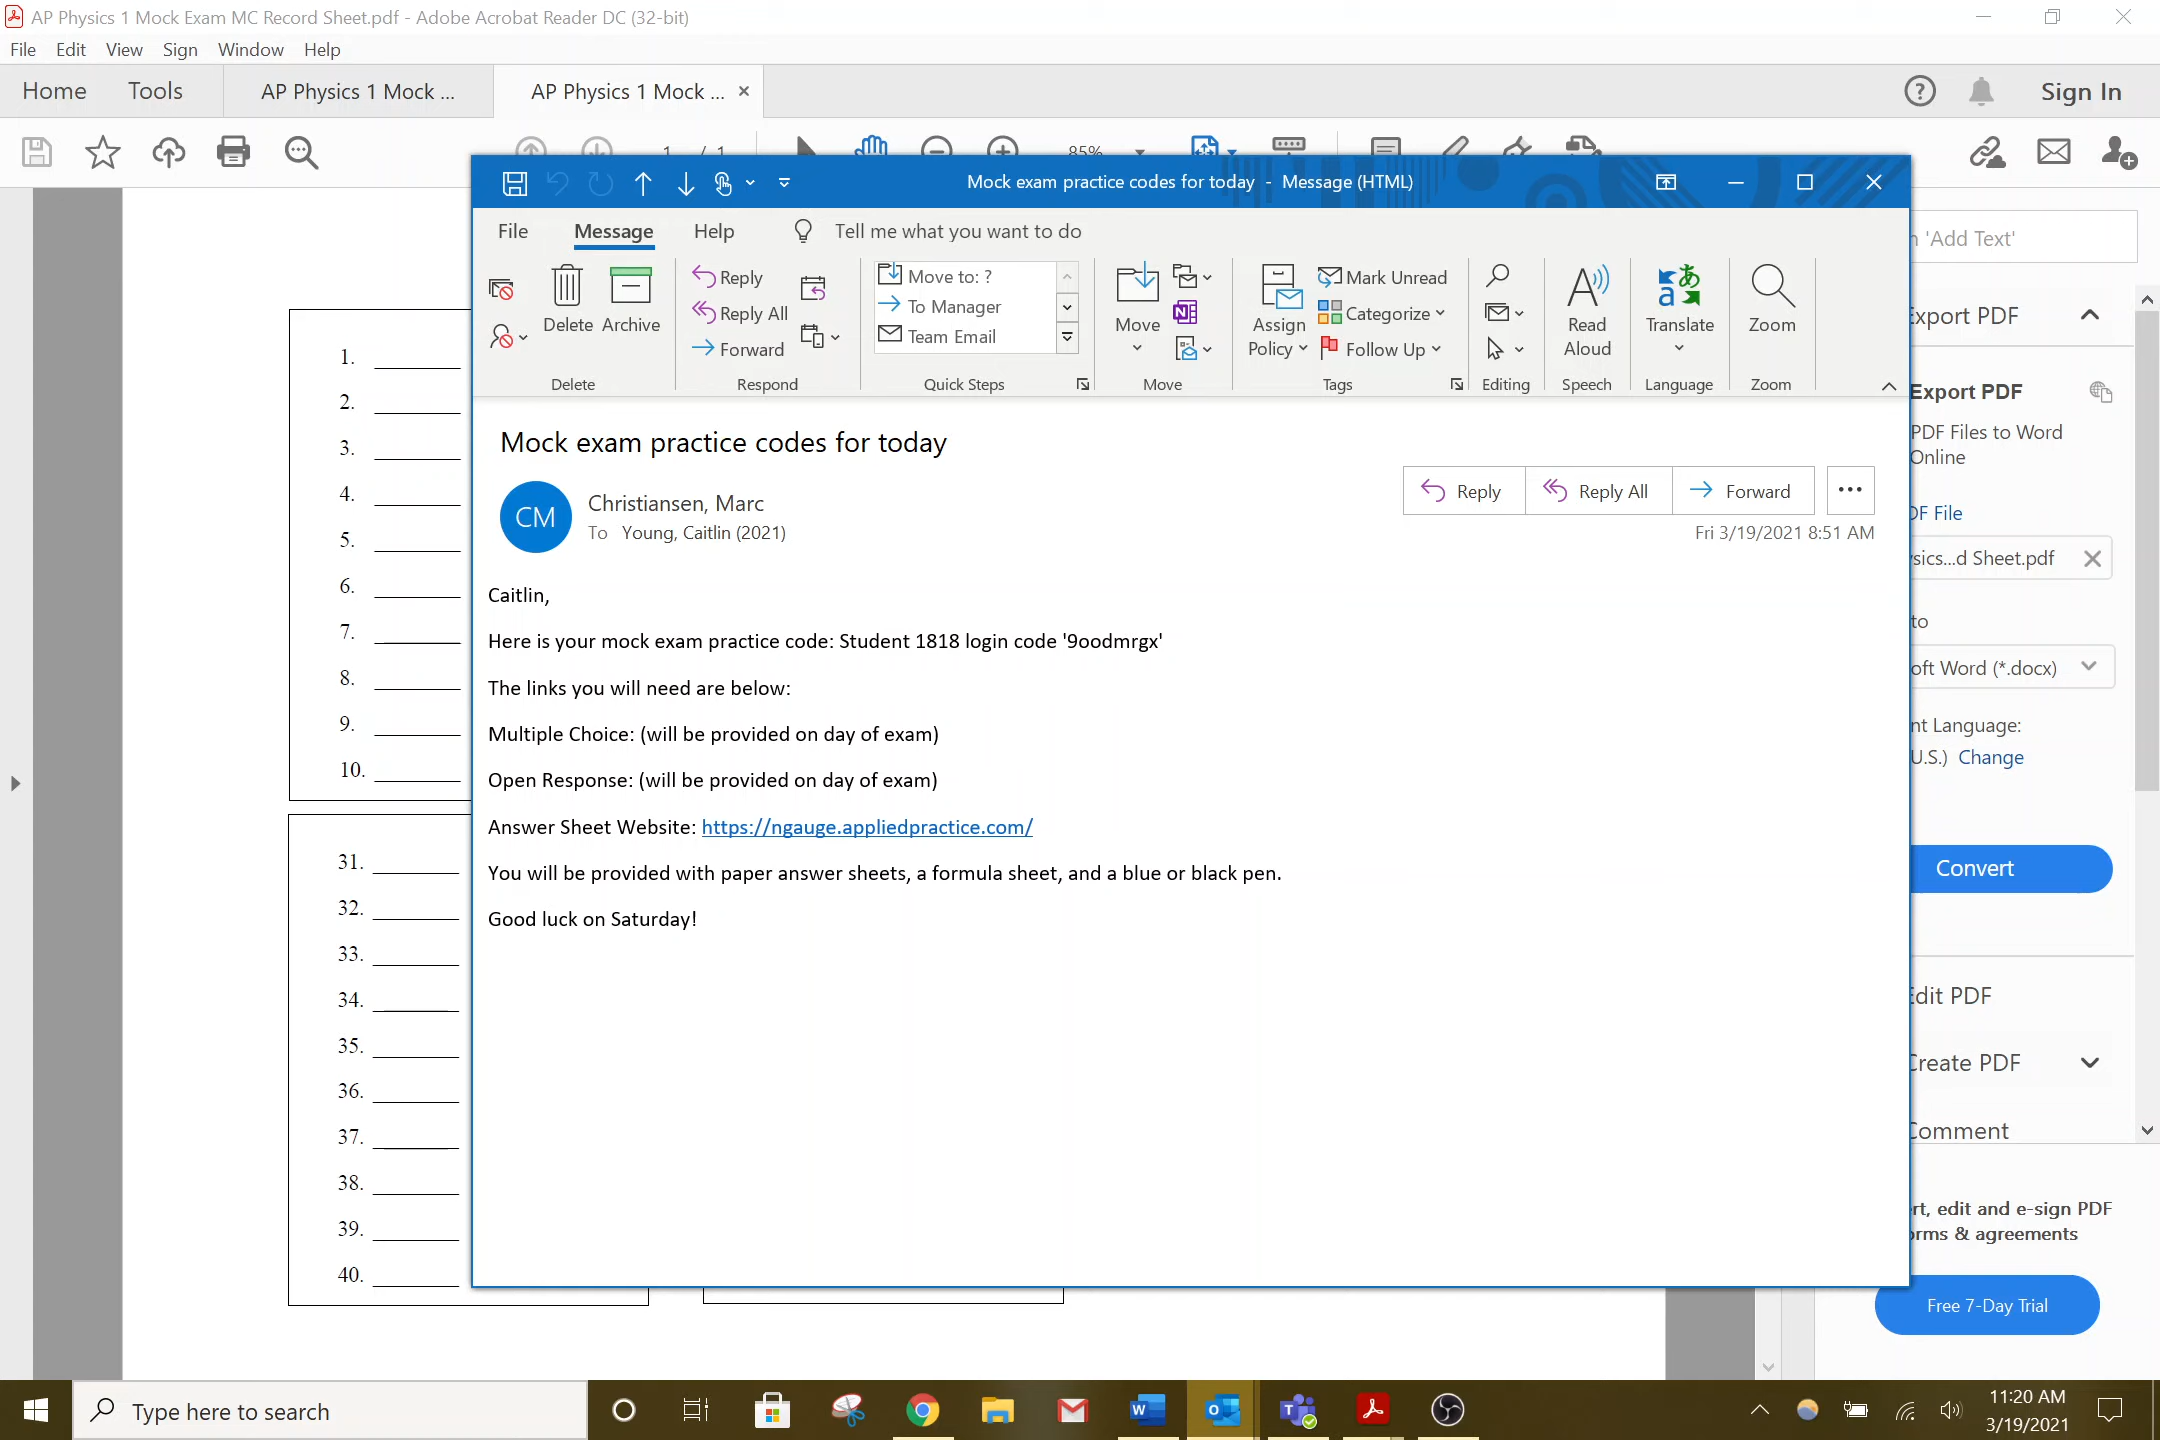 AP Physics 1 Mock Exam MC Record Sheet.pdf - Adobe Acrobat Reader DC (32-bit)
File Edit View Sign Window Help
Home Tools AP Physics 1 Mock ... AP Physics 1 Mock ... Sign In
1 / 1 85%
Mock exam practice codes for today - Message (HTML)
File Message Help Tell me what you want to do
Delete Archive
Delete
Reply
Reply All
Forward
Respond
Move to: ?
To Manager
Team Email
Quick Steps
Move
Move
Assign Policy
Mark Unread
Categorize
Follow Up
Tags
Editing
Read Aloud
Speech
Translate
Language
Zoom
Zoom
Mock exam practice codes for today
CM
Christiansen, Marc
To Young, Caitlin (2021)
Reply Reply All Forward
Fri 3/19/2021 8:51 AM
Caitlin,
Here is your mock exam practice code: Student 1818 login code '9oodmrgx'
The links you will need are below:
Multiple Choice: (will be provided on day of exam)
Open Response: (will be provided on day of exam)
Answer Sheet Website: https://ngauge.appliedpractice.com/
You will be provided with paper answer sheets, a formula sheet, and a blue or black pen.
Good luck on Saturday!
1.
2.
3.
4.
5.
6.
7.
8.
9.
10.
31.
32.
33.
34.
35.
36.
37.
38.
39.
40.
'Add Text'
Export PDF
Export PDF
PDF Files to Word
Online
File
d Sheet.pdf
to
Word (*.docx)
Language:
U.S.) Change
Convert
Edit PDF
Create PDF
Comment
edit and e-sign PDF
& agreements
Free 7-Day Trial
Type here to search
11:20 AM
3/19/2021